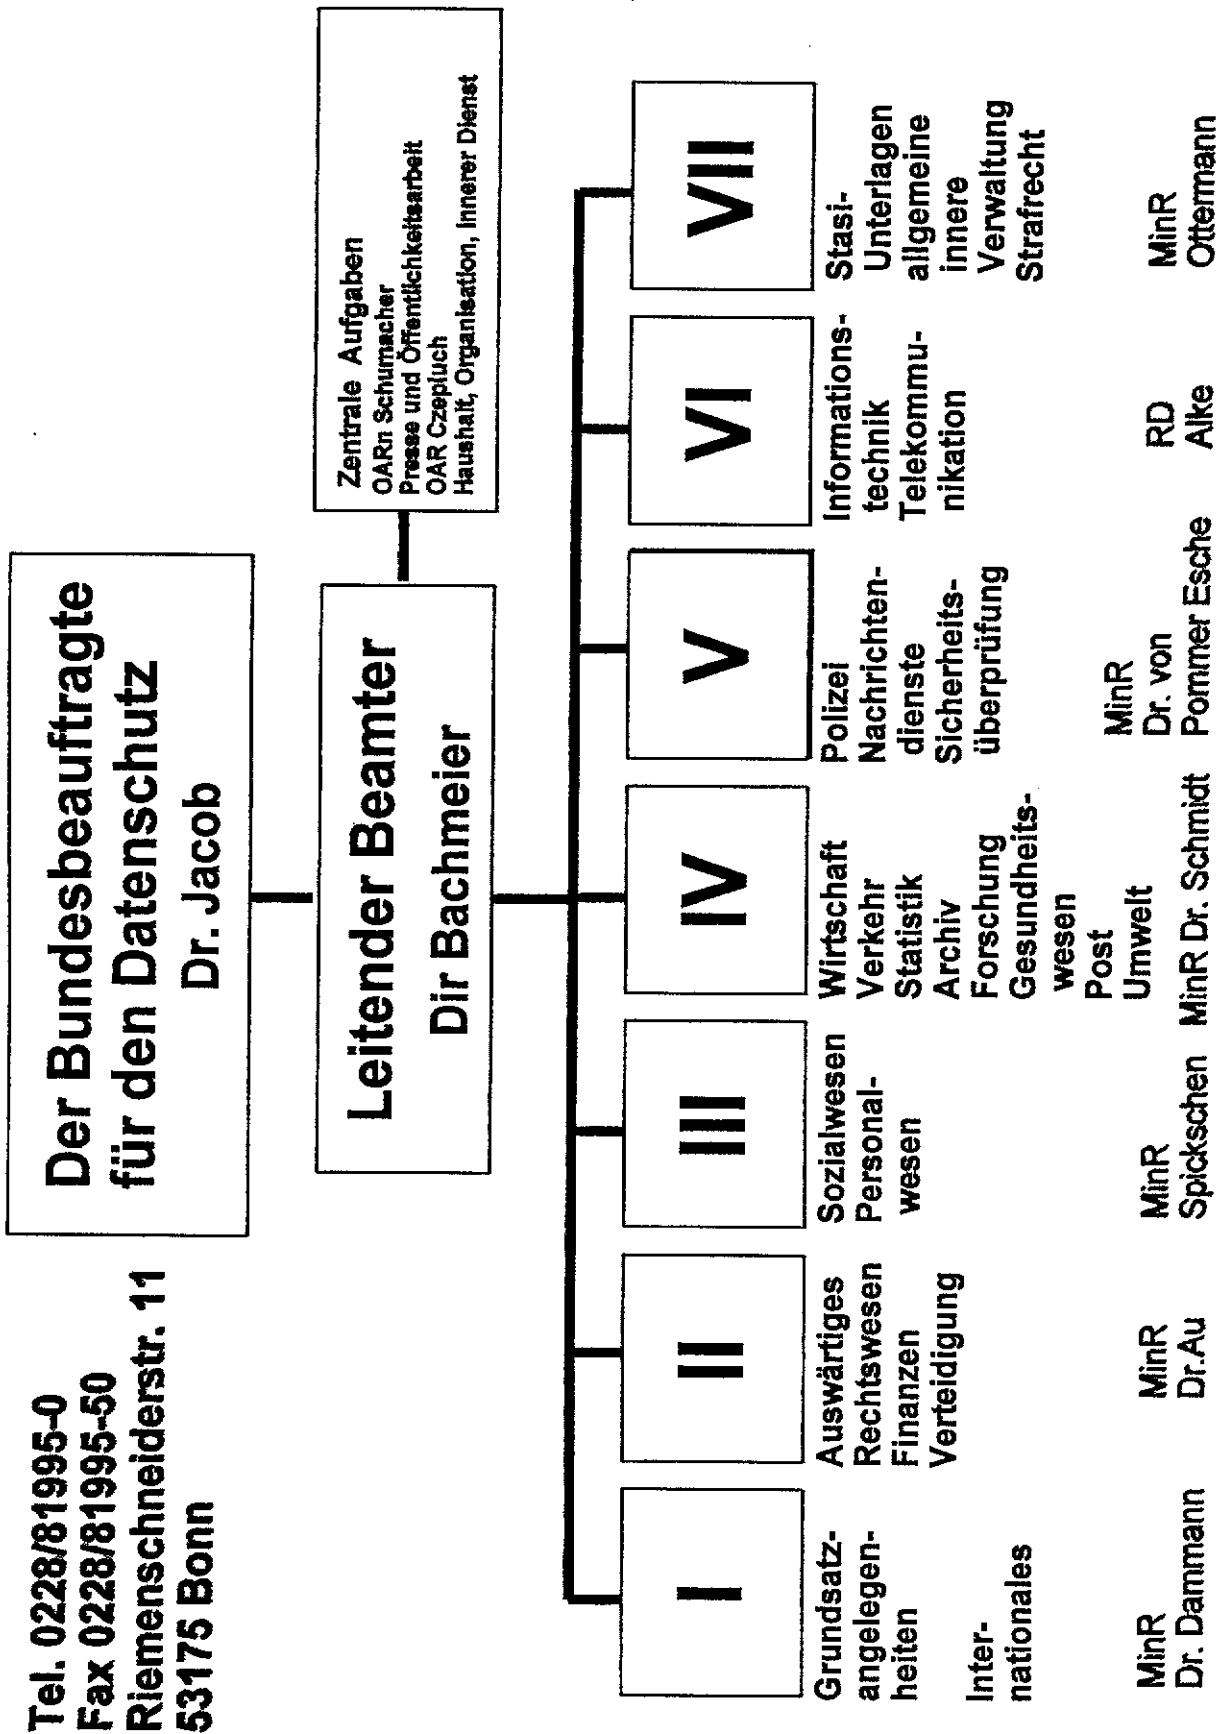 Tel. 0228/81995-0
Fax 0228/81995-50
Riemenschneiderstr. 11
53175 Bonn
Der Bundesbeauftragte
für den Datenschutz
Dr. Jacob
Leitender Beamter
Dir Bachmeier
Zentrale Aufgaben
OARn Schumacher
Presse und Öffentlichkeitsarbeit
OAR Czepluch
Haushalt, Organisation, Innerer Dienst
I
Grundsatz-
angelegen-
heiten
Inter-
nationales
MinR
Dr. Dammann
II
Auswärtiges
Rechtswesen
Finanzen
Verteidigung
MinR
Dr.Au
III
Sozialwesen
Personal-
wesen
MinR
Spickschen
IV
Wirtschaft
Verkehr
Statistik
Archiv
Forschung
Gesundheits-
wesen
Post
Umwelt
MinR Dr. Schmidt
V
Polizei
Nachrichten-
dienste
Sicherheits-
überprüfung
MinR
Dr. von
Pommer Esche
VI
Informations-
technik
Telekommu-
nikation
RD
Alke
VII
Stasi-
Unterlagen
allgemeine
innere
Verwaltung
Strafrecht
MinR
Ottermann